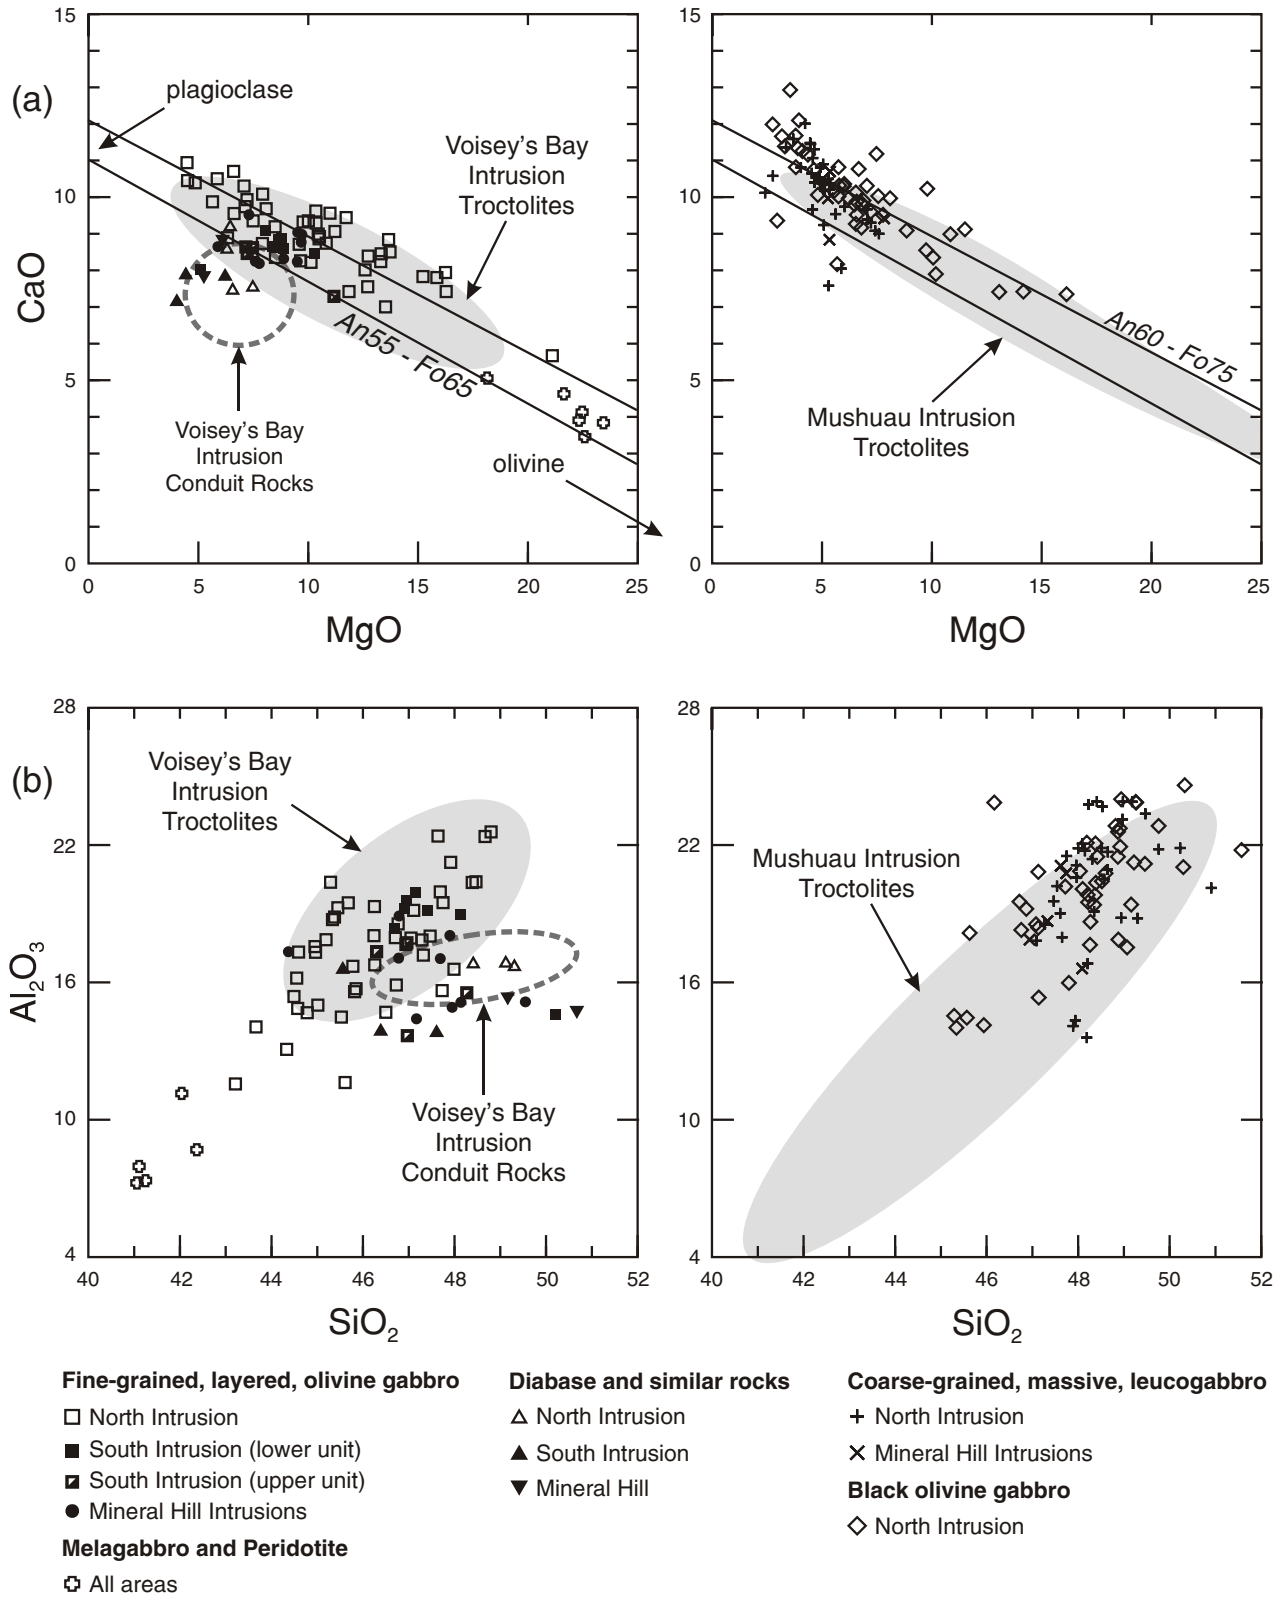 (a)
CaO
15
10
5
0
plagioclase
Voisey's Bay
Intrusion
Troctolites
An55 - Fo65
Voisey's Bay
Intrusion
Conduit Rocks
olivine
0 5 10 15 20 25
MgO
15
10
5
0
An60 - Fo75
Mushuau Intrusion
Troctolites
0 5 10 15 20 25
MgO
(b)
Al2O3
28
22
16
10
4
Voisey's Bay
Intrusion
Troctolites
Voisey's Bay
Intrusion
Conduit Rocks
40 42 44 46 48 50 52
SiO2
28
22
16
10
4
Mushuau Intrusion
Troctolites
40 42 44 46 48 50 52
SiO2
Fine-grained, layered, olivine gabbro
North Intrusion
South Intrusion (lower unit)
South Intrusion (upper unit)
Mineral Hill Intrusions
Melagabbro and Peridotite
All areas
Diabase and similar rocks
North Intrusion
South Intrusion
Mineral Hill
Coarse-grained, massive, leucogabbro
North Intrusion
Mineral Hill Intrusions
Black olivine gabbro
North Intrusion